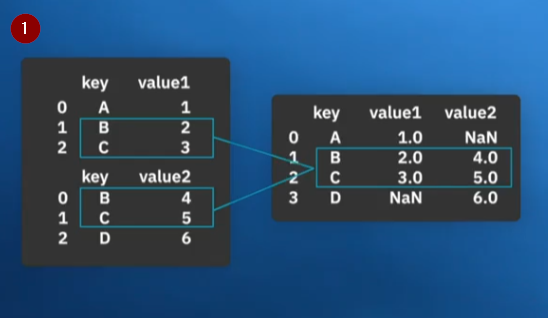 1
key value1
0 A 1
1 B 2
2 C 3
key value2
0 B 4
1 C 5
2 D 6
key value1 value2
0 A 1.0 NaN
1 B 2.0 4.0
2 C 3.0 5.0
3 D NaN 6.0